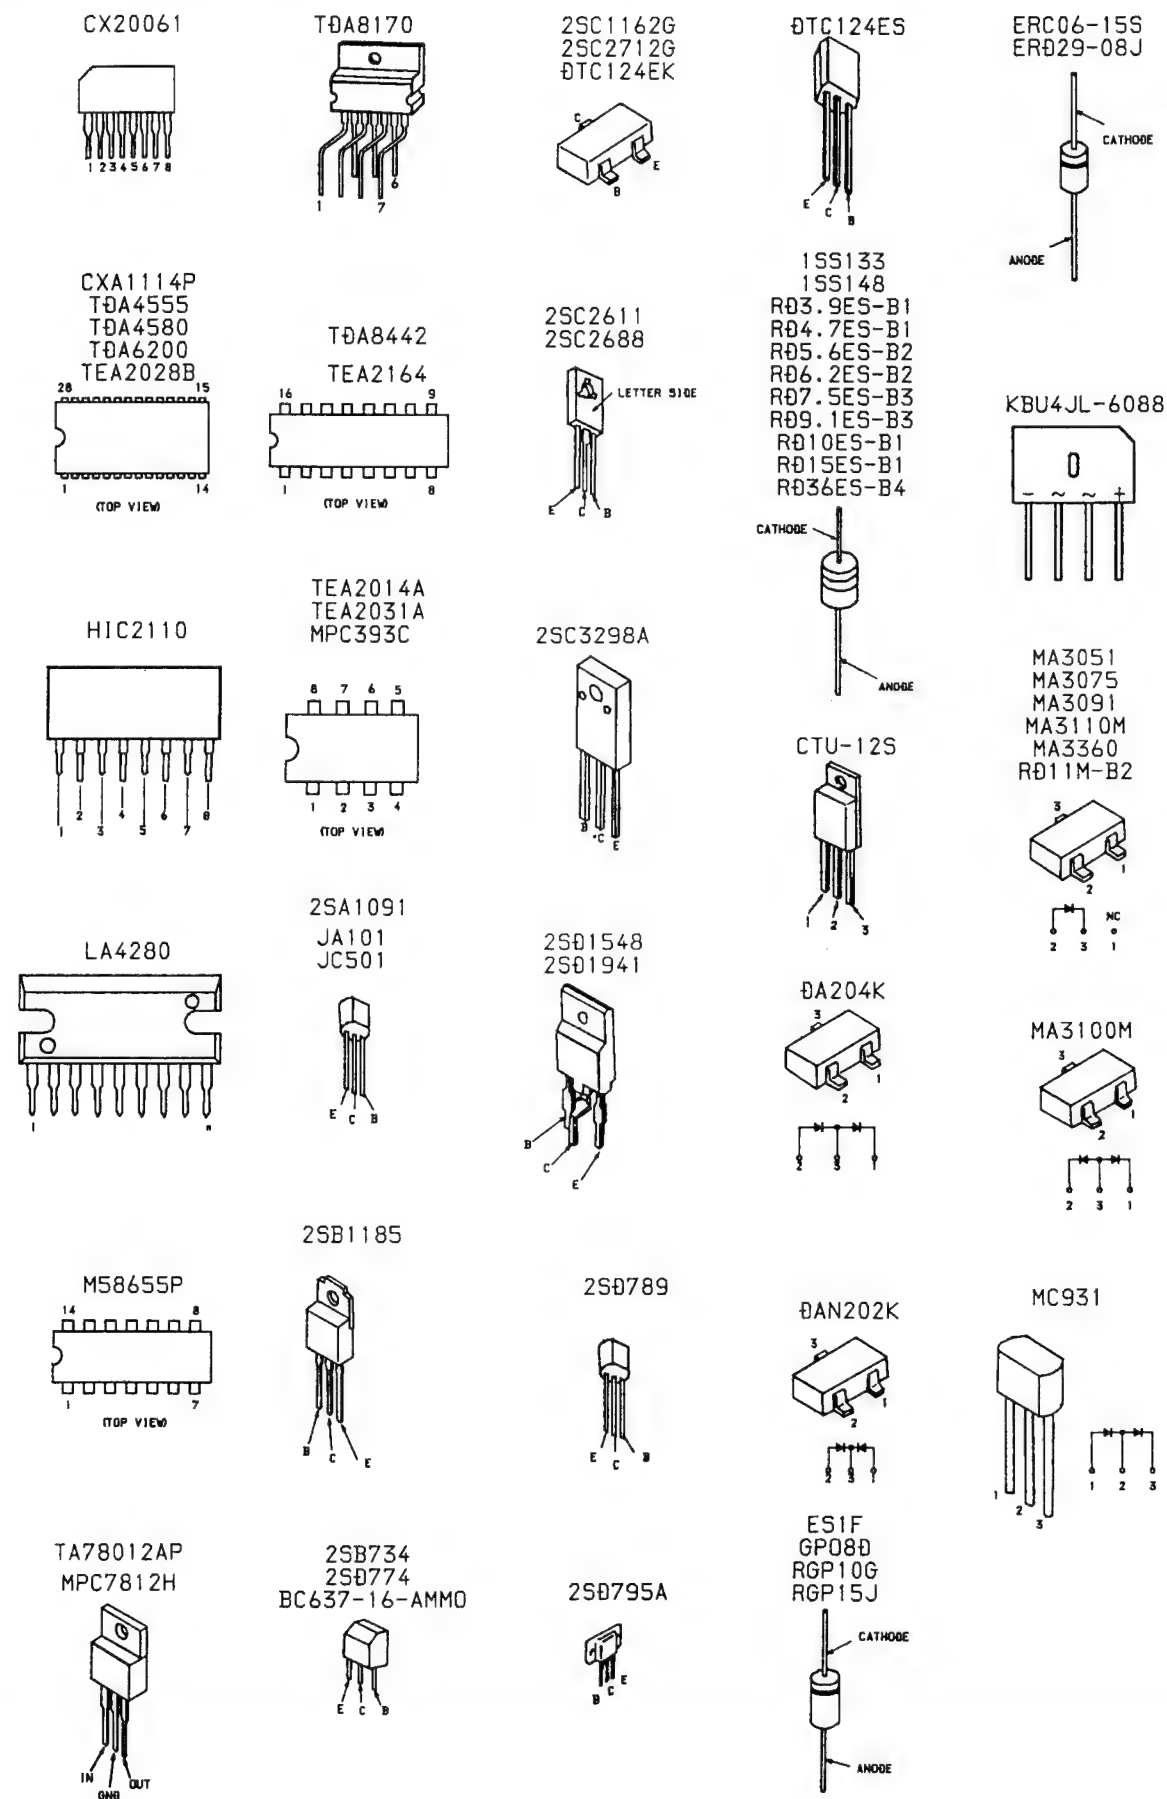 CX20061
1 2 3 4 5 6 7 8
TDA8170
1 7 6
2SC1162G
2SC2712G
DTC124EK
C
E
B
DTC124ES
E C B
ERC06-15S
ERD29-08J
CATHODE
ANODE
CXA1114P
TDA4555
TDA4580
TDA6200
TEA2028B
28 15
1 14
(TOP VIEW)
TDA8442
TEA2164
16 9
1 8
(TOP VIEW)
2SC2611
2SC2688
LETTER SIDE
E C B
1SS133
1SS148
RD3.9ES-B1
RD4.7ES-B1
RD5.6ES-B2
RD6.2ES-B2
RD7.5ES-B3
RD9.1ES-B3
RD10ES-B1
RD15ES-B1
RD36ES-B4
CATHODE
ANODE
KBU4JL-6088
- ~ ~ +
HIC2110
1 2 3 4 5 6 7 8
TEA2014A
TEA2031A
MPC393C
8 7 6 5
1 2 3 4
(TOP VIEW)
2SC3298A
B C E
CTU-12S
1 2 3
MA3051
MA3075
MA3091
MA3110M
MA3360
RD11M-B2
3
1
2
NC
2 3 1
LA4280
1
2SA1091
JA101
JC501
E C B
2SD1548
2SD1941
B
C
E
DA204K
3
1
2
2 3 1
MA3100M
3
1
2
2 3 1
M58655P
14 8
1 7
(TOP VIEW)
2SB1185
B C E
2SD789
E C B
DAN202K
3
1
2
2 3 1
MC931
1 2 3
1 2 3
TA78012AP
MPC7812H
IN
GND
OUT
2SB734
2SD774
BC637-16-AMMO
E C B
2SD795A
B C E
ES1F
GP08D
RGP10G
RGP15J
CATHODE
ANODE